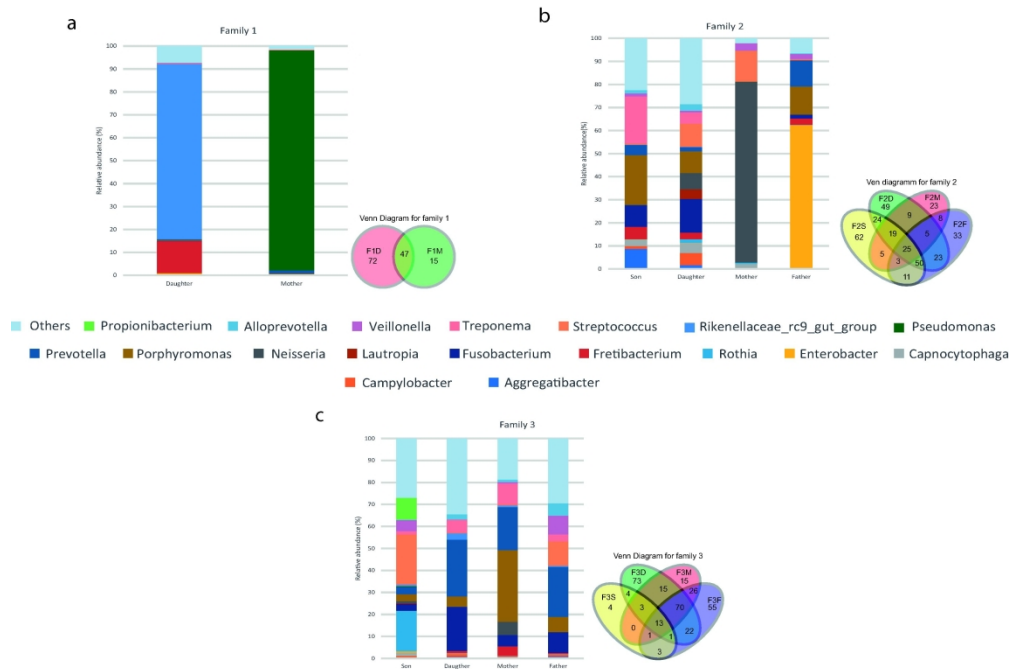 a
Family 1
100
90
80
70
60
50
40
30
20
10
0
Relative abundance(%)
Daughter
Mother
Venn Diagram for family 1
F1D
72
47
F1M
15
b
Family 2
100
90
80
70
60
50
40
30
20
10
0
Relative abundance(%)
Son
Daughter
Mother
Father
Ven diagramm for family 2
F2D
49
F2M
23
24
9
8
F2S
62
19
5
F2F
33
25
5
3
50
23
11
Others
Propionibacterium
Alloprevotella
Veillonella
Treponema
Streptococcus
Rikenellaceae_rc9_gut_group
Pseudomonas
Prevotella
Porphyromonas
Neisseria
Lautropia
Fusobacterium
Fretibacterium
Rothia
Enterobacter
Capnocytophaga
Campylobacter
Aggregatibacter
c
Family 3
100
90
80
70
60
50
40
30
20
10
0
Relative abundance (%)
Son
Daugther
Mother
Father
Venn Diagram for family 3
F3D
73
F3M
15
4
15
26
F3S
4
3
70
F3F
55
13
0
1
1
22
3